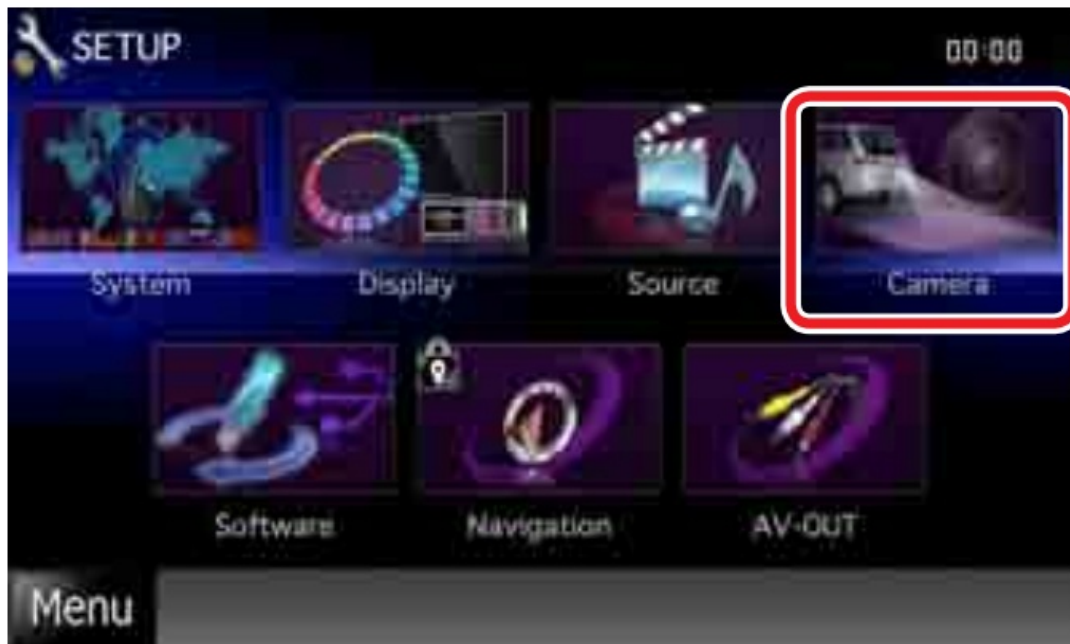 SETUP
00:00
System
Display
Source
Camera
Software
Navigation
AV-OUT
Menu